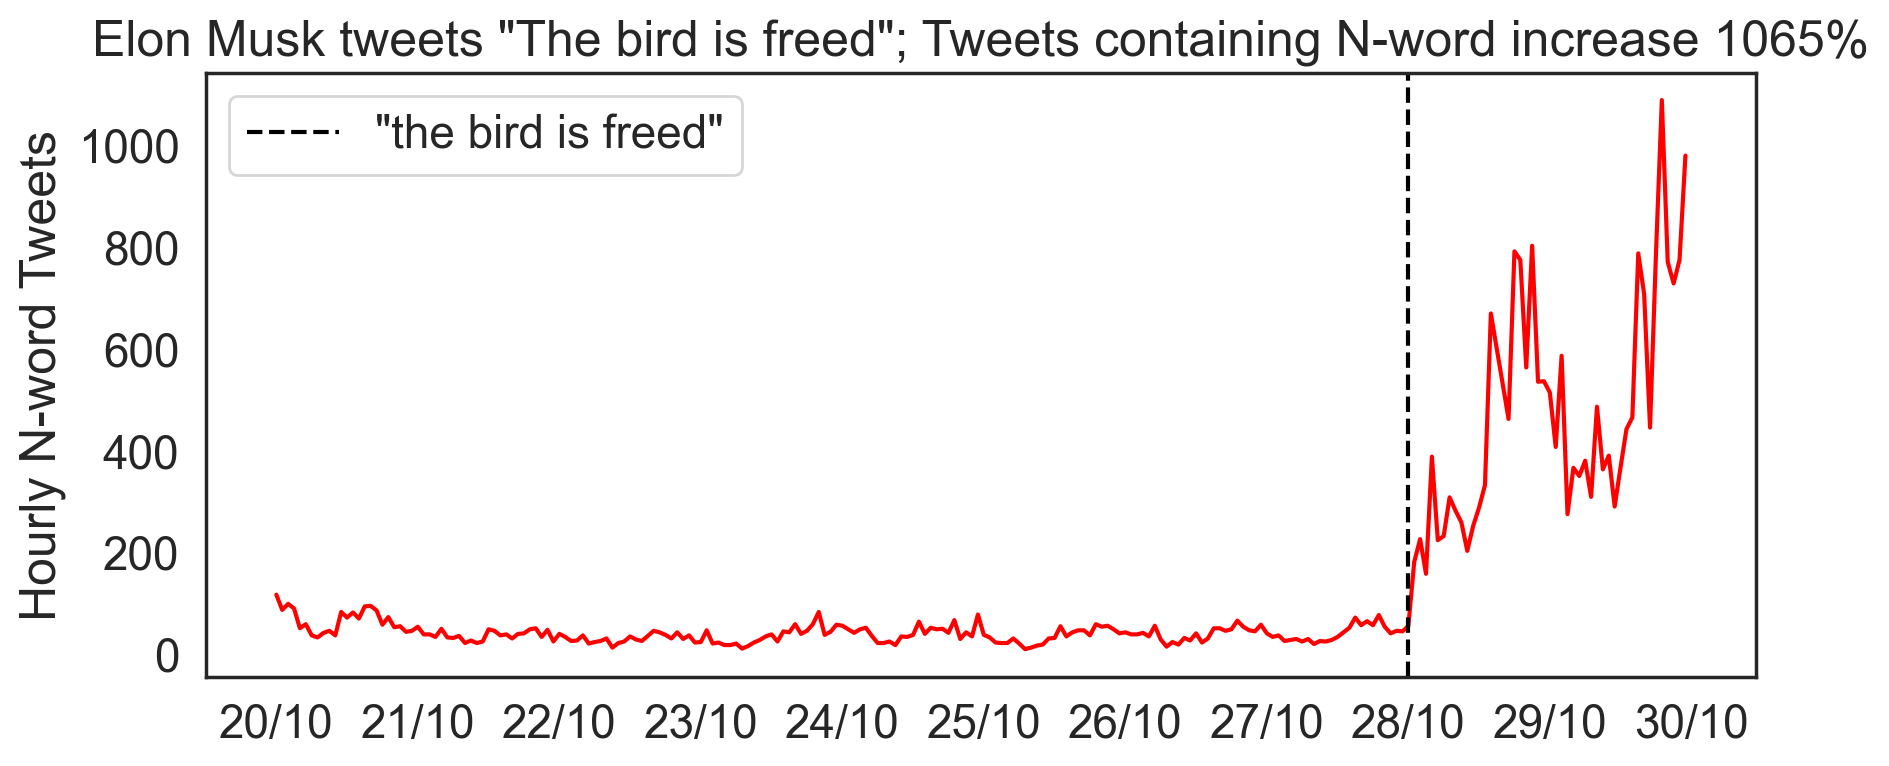 Elon Musk tweets "The bird is freed"; Tweets containing N-word increase 1065%
"the bird is freed"
Hourly N-word Tweets
1000
800
600
400
200
0
20/10 21/10 22/10 23/10 24/10 25/10 26/10 27/10 28/10 29/10 30/10